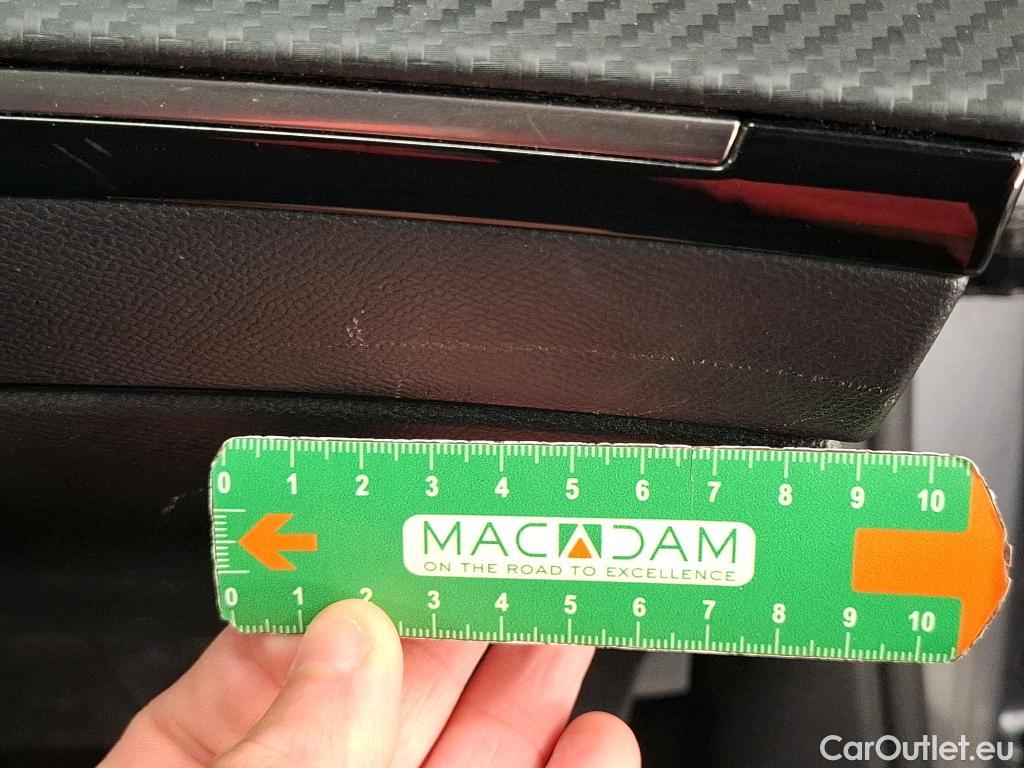 0 1 2 3 4 5 6 7 8 9 10
MACADAM
ON THE ROAD TO EXCELLENCE
0 1 2 3 4 5 6 7 8 9 10
CarOutlet.eu